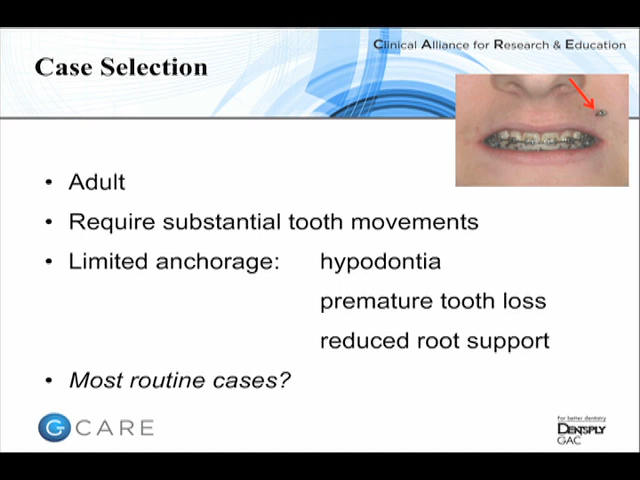 Clinical Alliance for Research & Education
Case Selection
• Adult
• Require substantial tooth movements
• Limited anchorage: hypodontia
premature tooth loss
reduced root support
• Most routine cases?
G CARE
For better dentistry
DENTSPLY
GAC